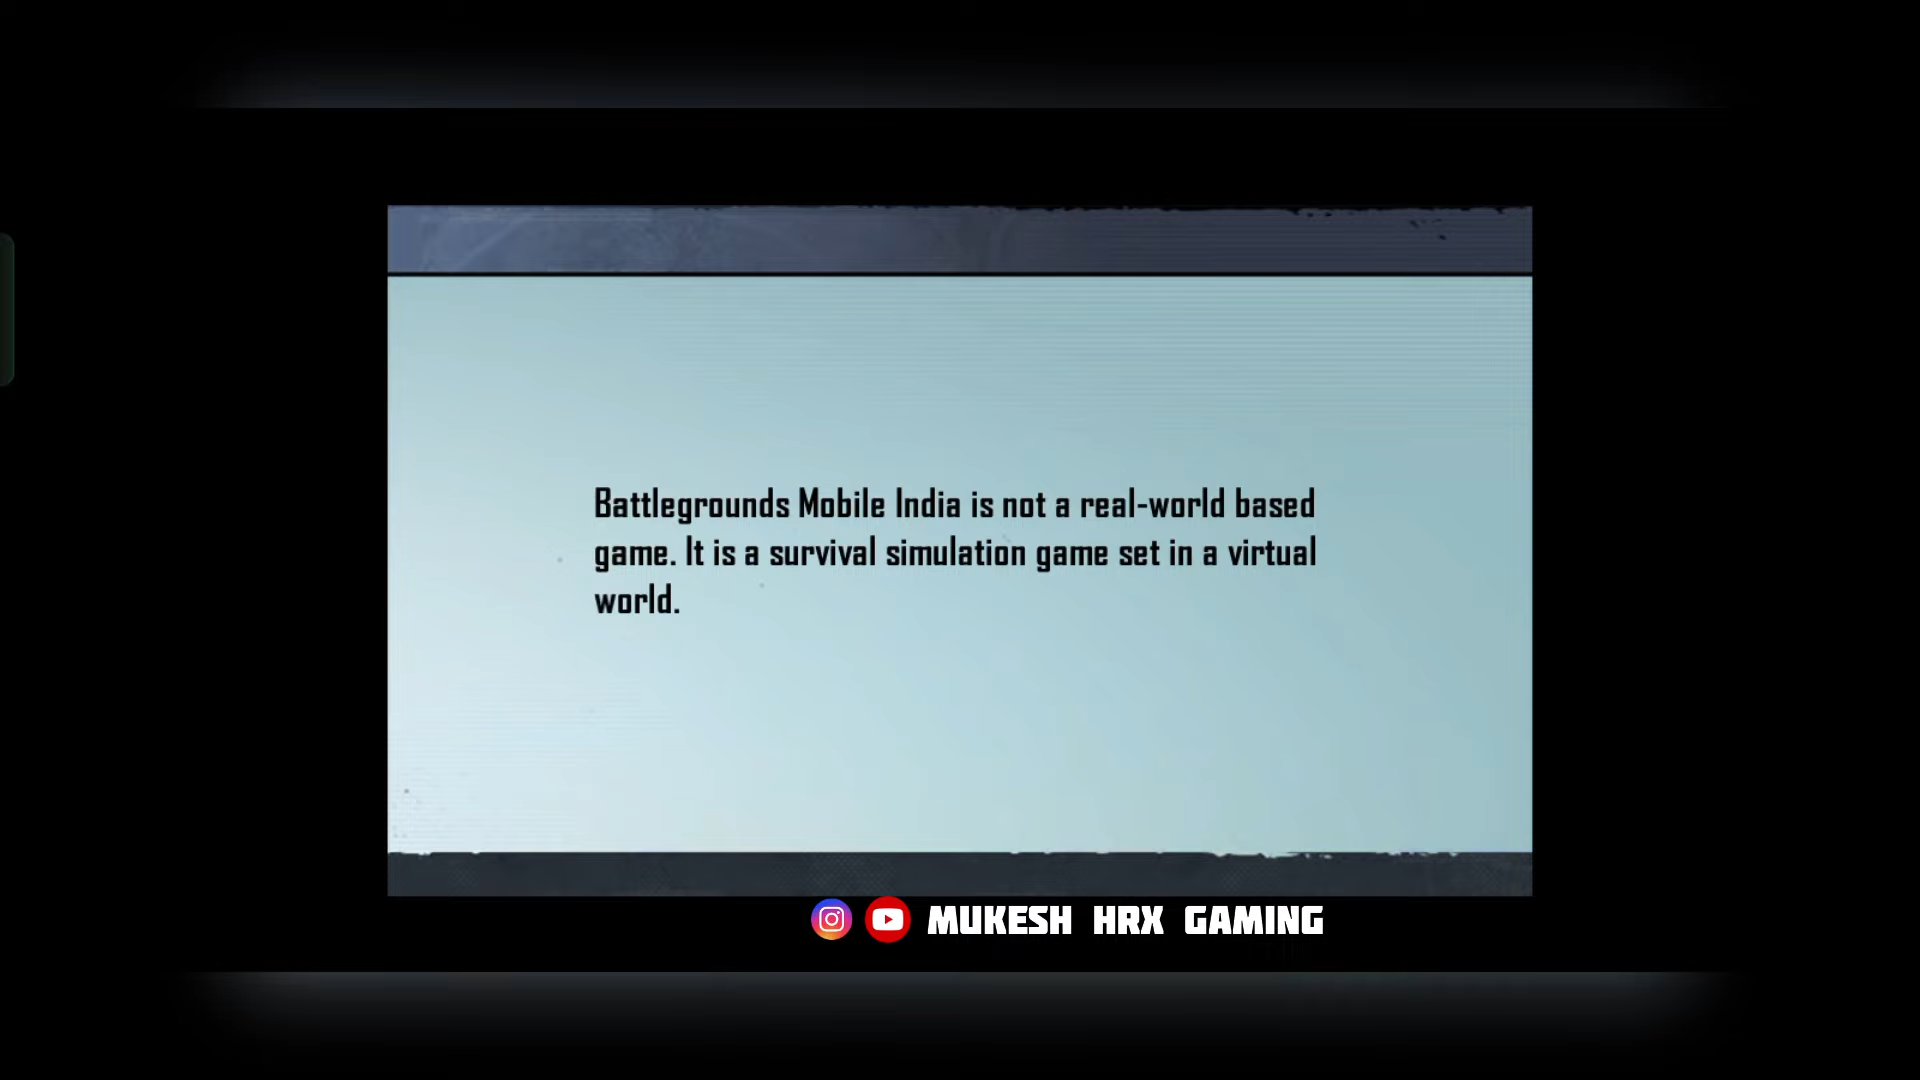 Battlegrounds Mobile India is not a real-world based
game. It is a survival simulation game set in a virtual
world.
MUKESH HRX GAMING